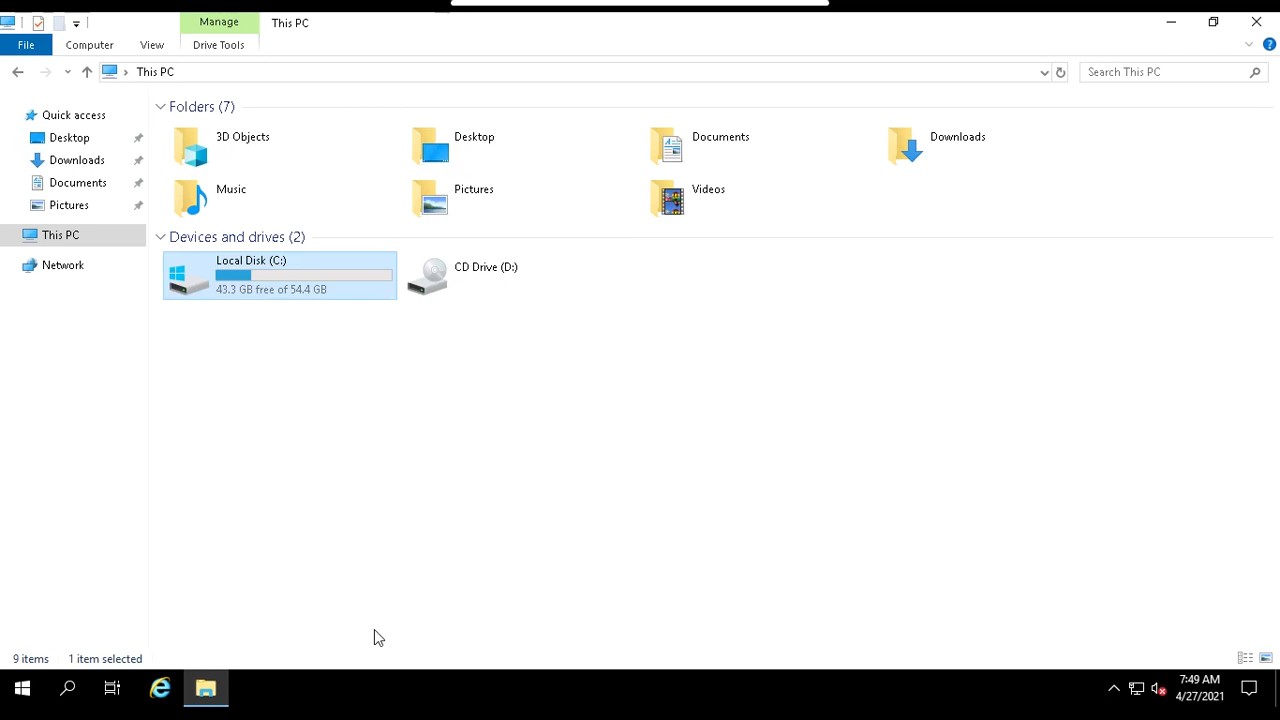 Manage
This PC
File
Computer
View
Drive Tools
This PC
Search This PC
Quick access
Desktop
Downloads
Documents
Pictures
This PC
Network
Folders (7)
3D Objects
Desktop
Documents
Downloads
Music
Pictures
Videos
Devices and drives (2)
Local Disk (C:)
43.3 GB free of 54.4 GB
CD Drive (D:)
9 items
1 item selected
7:49 AM
4/27/2021